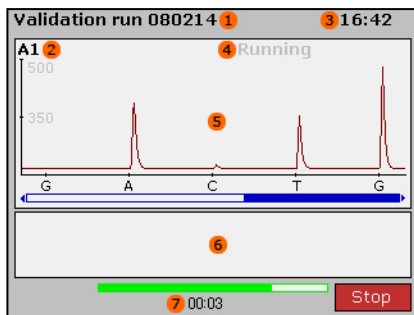 Validation run 080214 1 3 16:42
A1 2 4 Running
500
350
5
G A C T G
6
7 00:03
Stop